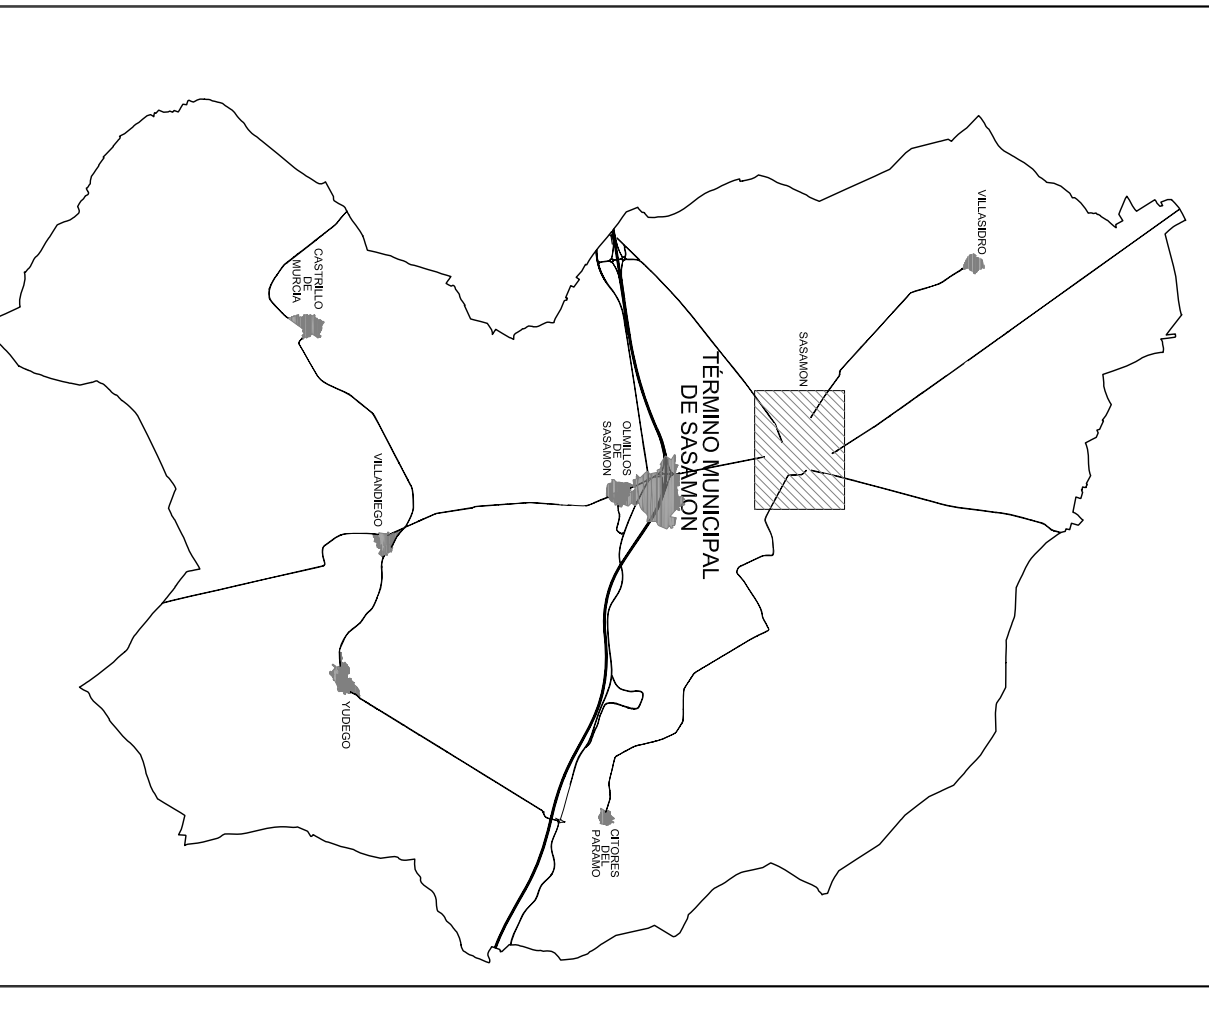 VILLASIDRO
SASAMON
TÉRMINO MUNICIPAL
DE SASAMON
OLMILLOS
DE
SASAMON
CITORES
DEL
PARAMO
VILLANDIEGO
YUDEGO
CASTRILLO
DE
MURCIA